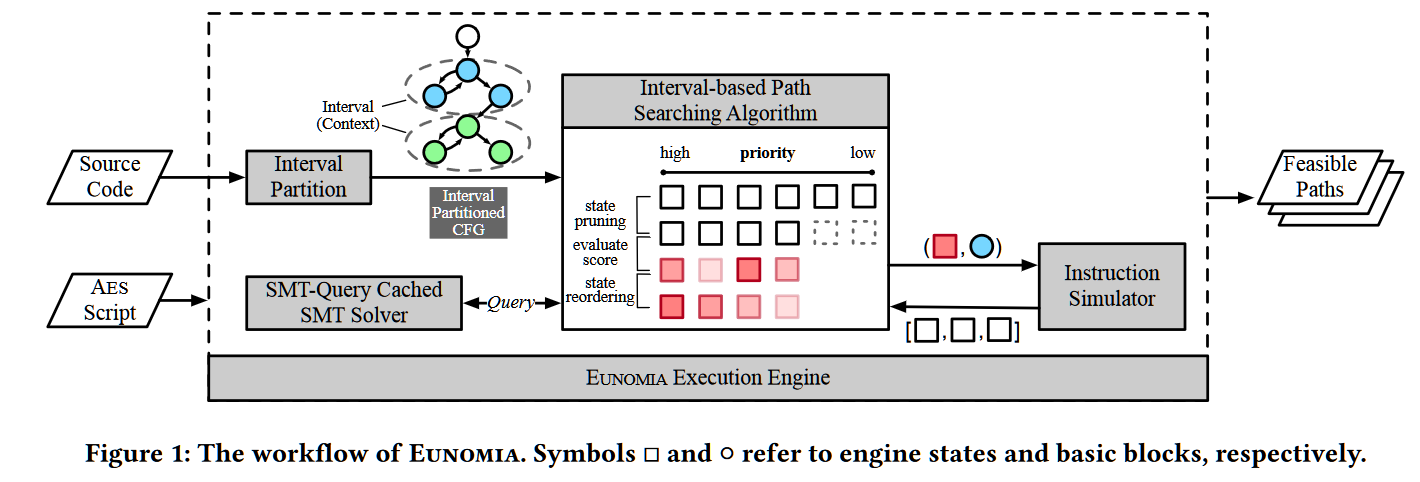 Interval
(Context)
Source
Code
Interval
Partition
Interval
Partitioned
CFG
AES
Script
SMT-Query Cached
SMT Solver
Query
Interval-based Path
Searching Algorithm
high priority low
state
pruning
evaluate
score
state
reordering
( , )
[ , , ]
Instruction
Simulator
Feasible
Paths
EUNOMIA Execution Engine
Figure 1: The workflow of EUNOMIA. Symbols □ and ○ refer to engine states and basic blocks, respectively.